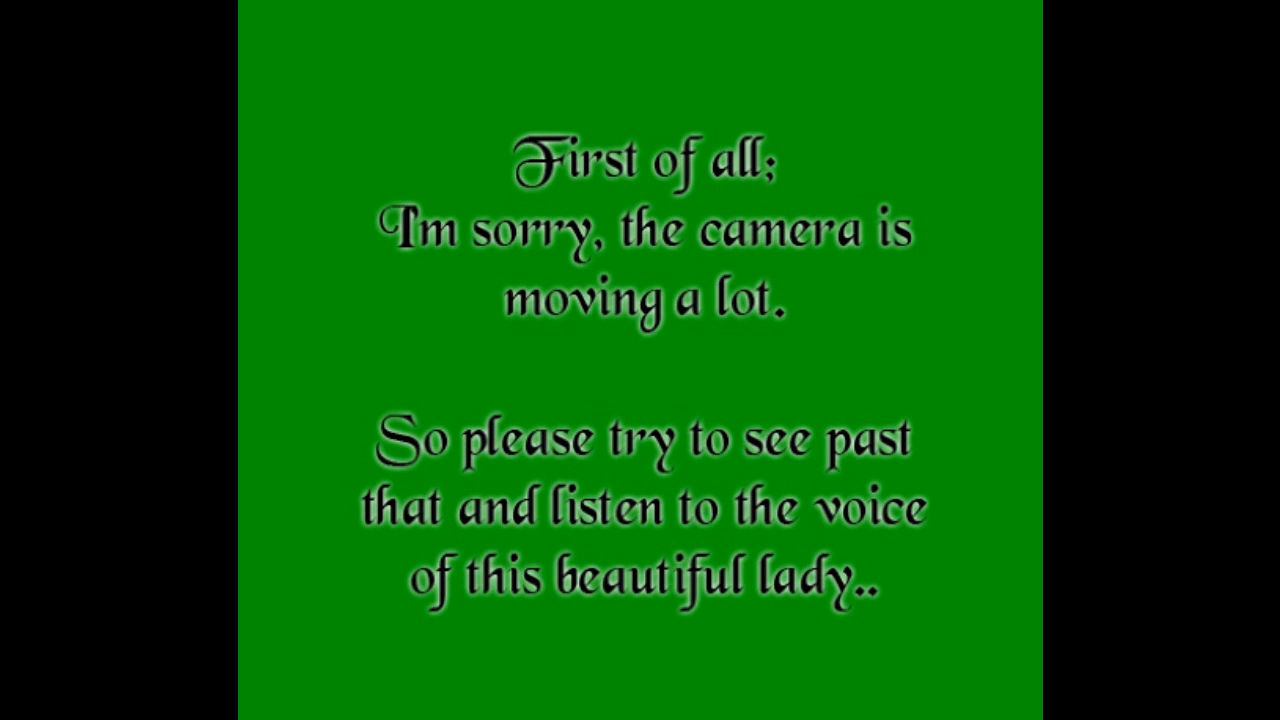 First of all;
I'm sorry, the camera is
moving a lot.
So please try to see past
that and listen to the voice
of this beautiful lady..